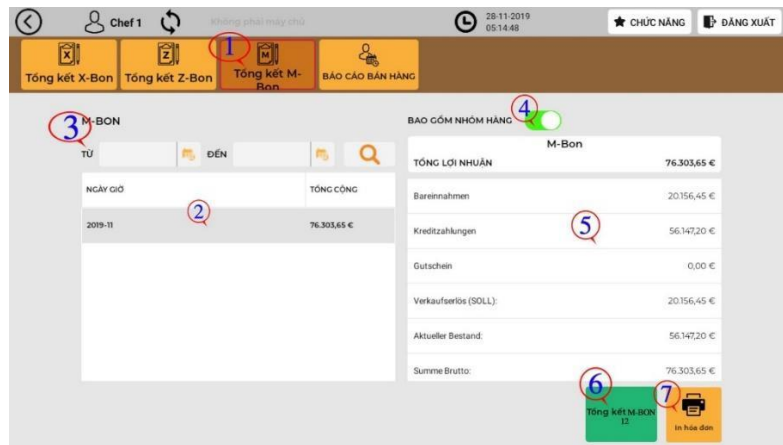 Chef 1
Không phải máy chủ
28-11-2019
05:14:48
CHỨC NĂNG
ĐĂNG XUẤT
X
Z
M
1
Tổng kết X-Bon
Tổng kết Z-Bon
Tổng kết M-
Bon
BÁO CÁO BÁN HÀNG
M-BON
3
TỪ
ĐẾN
NGÀY GIỜ
TỔNG CỘNG
2
2019-11
76.303,65 €
BAO GỒM NHÓM HÀNG
4
M-Bon
TỔNG LỢI NHUẬN
76.303,65 €
Bareinnahmen
20.156,45 €
Kreditzahlungen
56.147,20 €
5
Gutschein
0,00 €
Verkaufserlös (SOLL):
20.156,45 €
Aktueller Bestand:
56.147,20 €
Summe Brutto:
76.303,65 €
6
Tổng kết M-BON
12
7
In hóa đơn